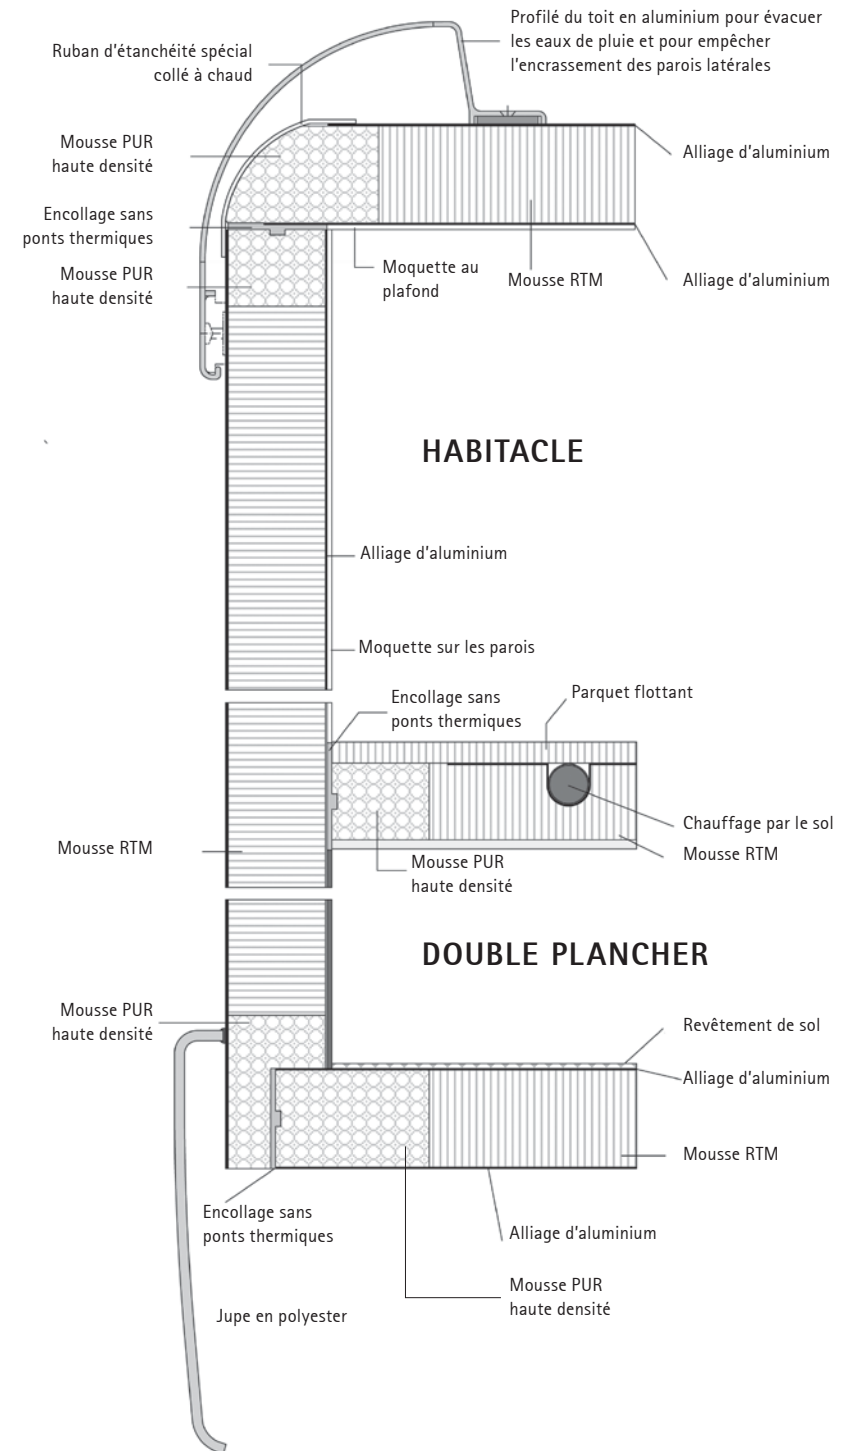 Profilé du toit en aluminium pour évacuer
les eaux de pluie et pour empêcher
l'encrassement des parois latérales
Ruban d'étanchéité spécial
collé à chaud
Mousse PUR
haute densité
Alliage d'aluminium
Encollage sans
ponts thermiques
Mousse PUR
haute densité
Moquette au
plafond
Mousse RTM
Alliage d'aluminium
HABITACLE
Alliage d'aluminium
Moquette sur les parois
Encollage sans
ponts thermiques
Parquet flottant
Chauffage par le sol
Mousse RTM
Mousse RTM
Mousse PUR
haute densité
DOUBLE PLANCHER
Mousse PUR
haute densité
Revêtement de sol
Alliage d'aluminium
Mousse RTM
Encollage sans
ponts thermiques
Alliage d'aluminium
Mousse PUR
haute densité
Jupe en polyester